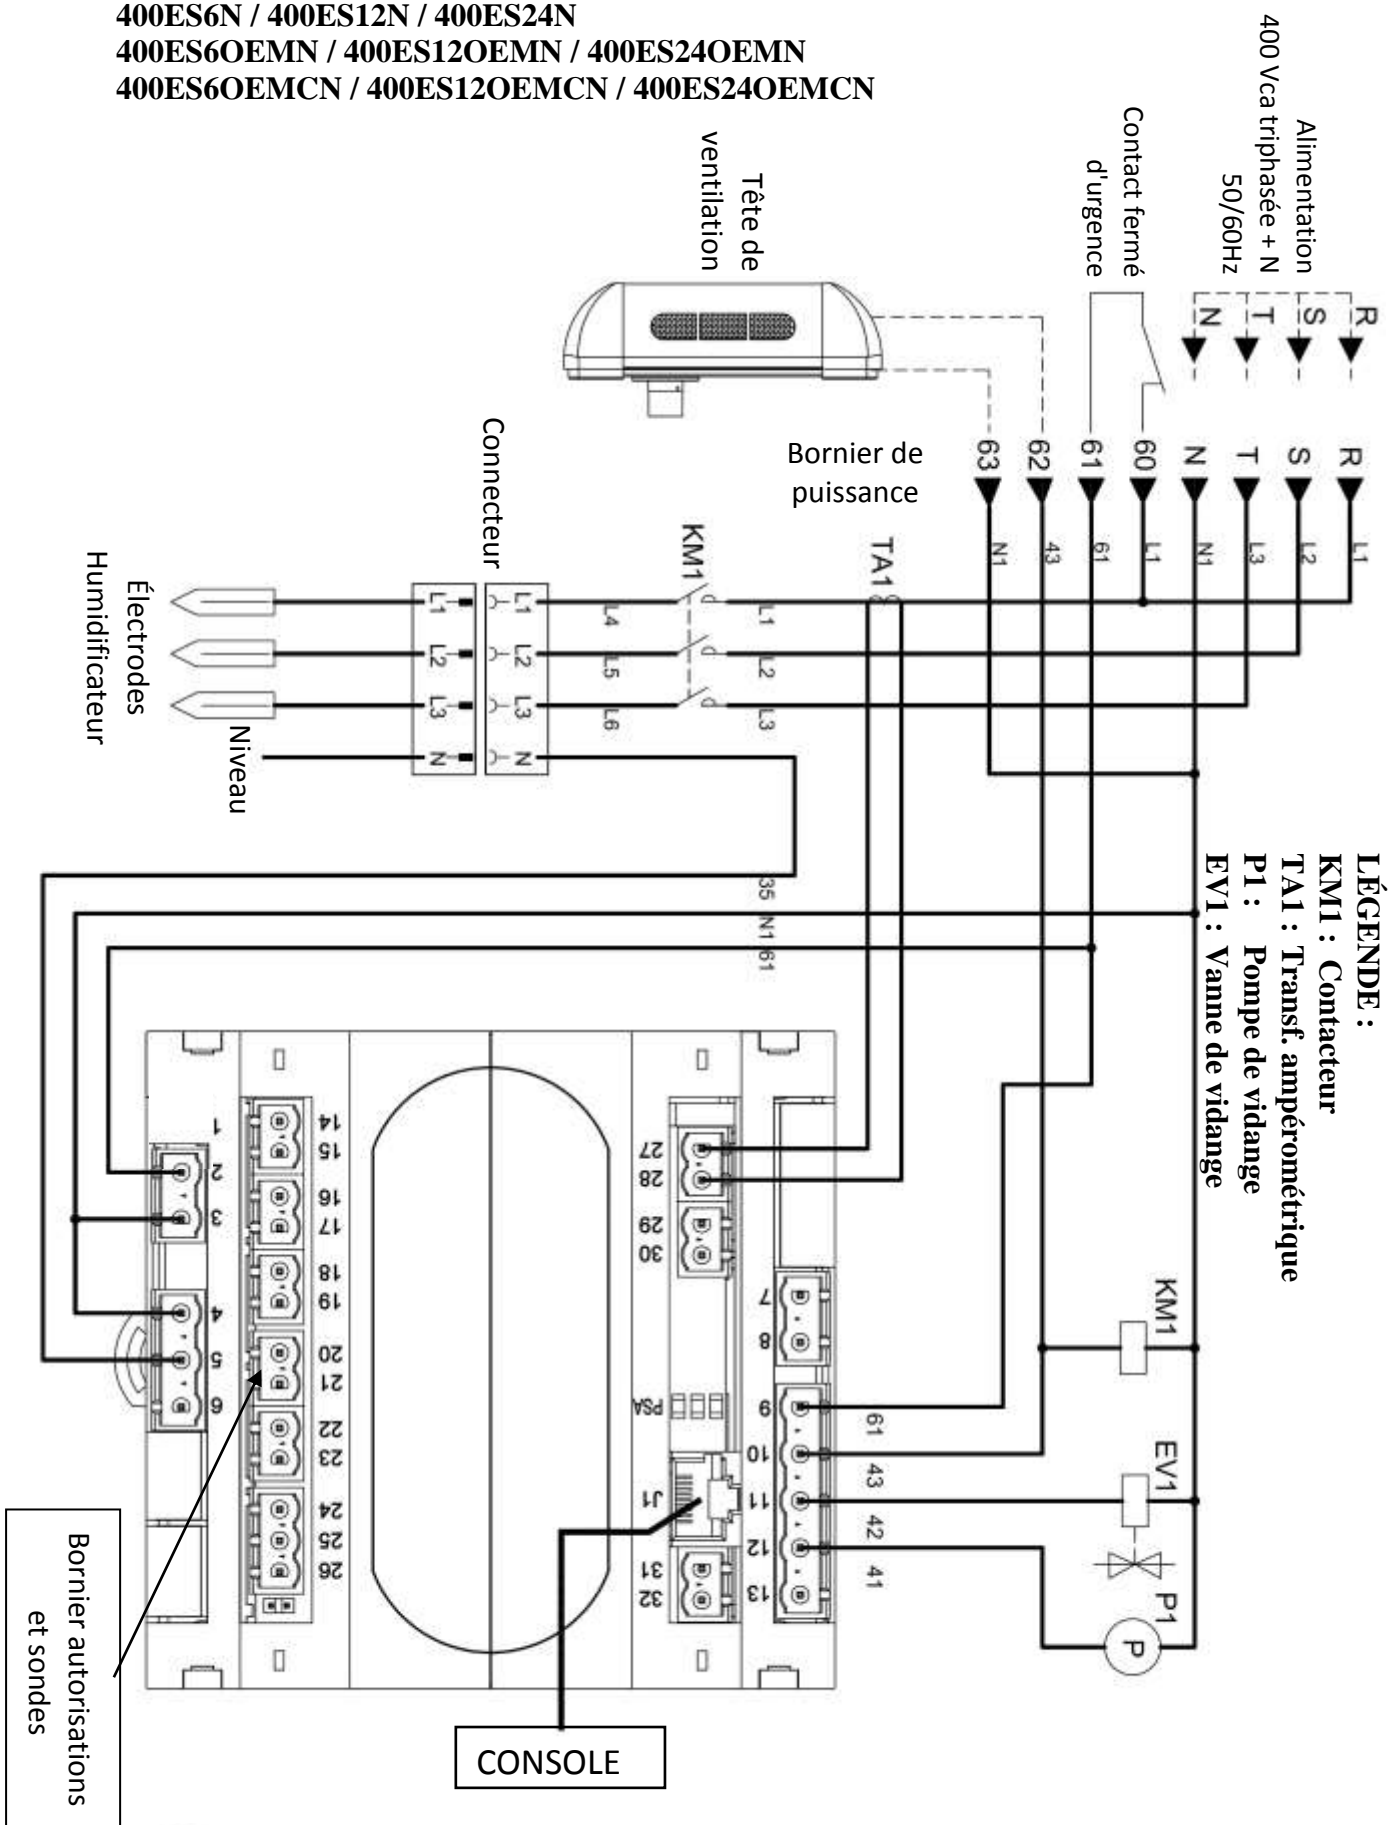 400ES6N / 400ES12N / 400ES24N
400ES6OEMN / 400ES12OEMN / 400ES24OEMN
400ES6OEMCN / 400ES12OEMCN / 400ES24OEMCN
Alimentation
400 Vca triphasée + N
50/60Hz
R
S
T
N
Contact fermé
d'urgence
Tête de
ventilation
Bornier de
puissance
R
S
T
N
60
61
62
63
L1
L2
L3
N1
L1
61
43
N1
TA1
KM1
L1
L2
L3
L4
L5
L6
Connecteur
L1
L2
L3
N
L1
L2
L3
N
Électrodes
Humidificateur
Niveau
35
N1
61
LÉGENDE :
KM1 : Contacteur
TA1 : Transf. ampérométrique
P1 : Pompe de vidange
EV1 : Vanne de vidange
KM1
EV1
P1
P
61
43
42
41
1
2
3
4
5
6
14
15
16
17
18
19
20
21
22
23
24
25
26
27
28
29
30
PSA
J1
31
32
7
8
9
10
11
12
13
CONSOLE
Bornier autorisations
et sondes